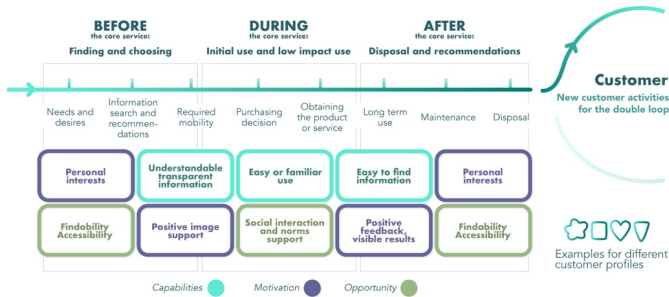 BEFORE
the core service:
Finding and choosing
DURING
the core service:
Initial use and low impact use
AFTER
the core service:
Disposal and recommendations
Customer
New customer activities
for the double loop
Needs and
desires
Information
search and
recommen-
dations
Required
mobility
Purchasing
decision
Obtaining
the product
or service
Long term
use
Maintenance
Disposal
Personal
interests
Understandable
transparent
information
Easy or familiar
use
Easy to find
information
Personal
interests
Findability
Accessibility
Positive image
support
Social interaction
and norms
support
Positive
feedback,
visible results
Findability
Accessibility
Examples for different
customer profiles
Capabilities
Motivation
Opportunity